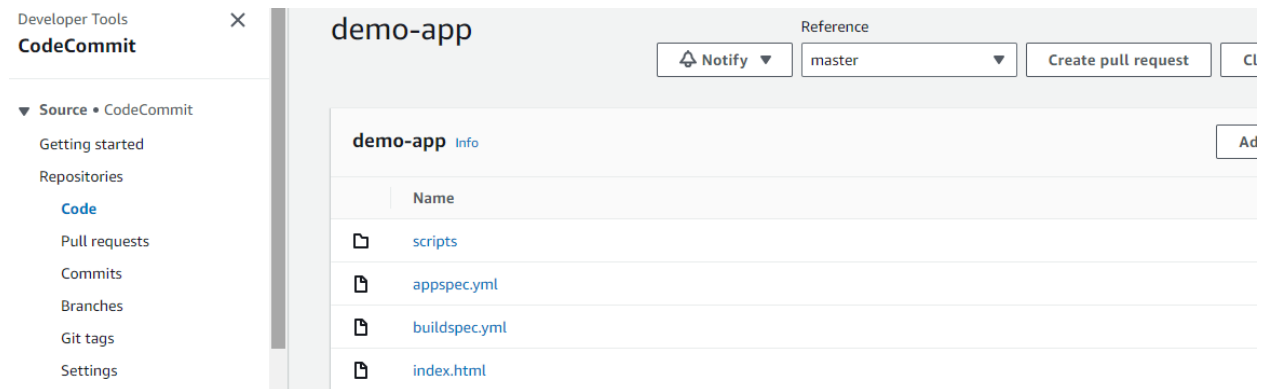 Developer Tools
CodeCommit
Source • CodeCommit
Getting started
Repositories
Code
Pull requests
Commits
Branches
Git tags
Settings
demo-app
Reference
Notify
master
Create pull request
demo-app Info
Name
scripts
appspec.yml
buildspec.yml
index.html